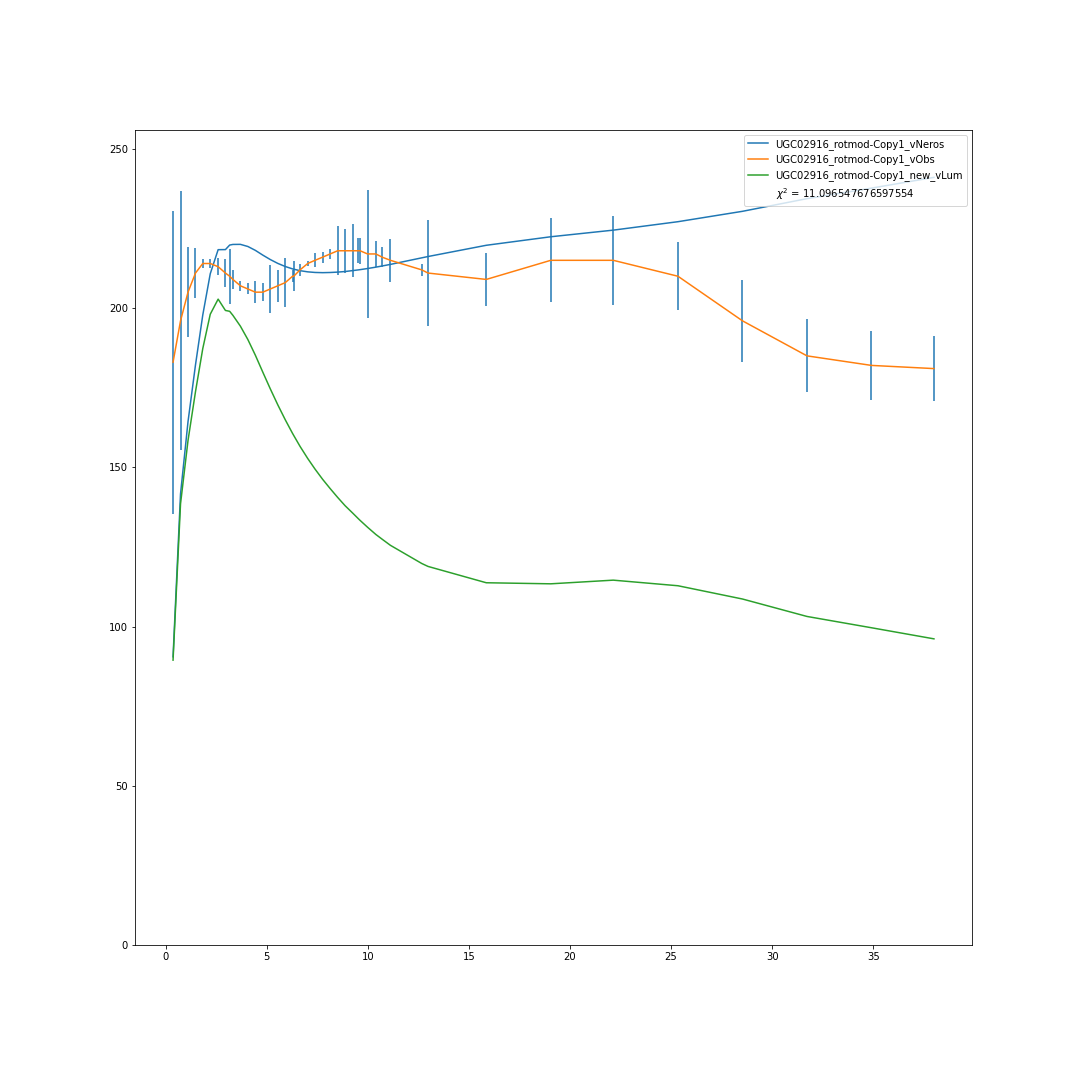 UGC02916_rotmod-Copy1_vNeros
UGC02916_rotmod-Copy1_vObs
UGC02916_rotmod-Copy1_new_vLum
χ² = 11.096547676597554
250
200
150
100
50
0
0 5 10 15 20 25 30 35